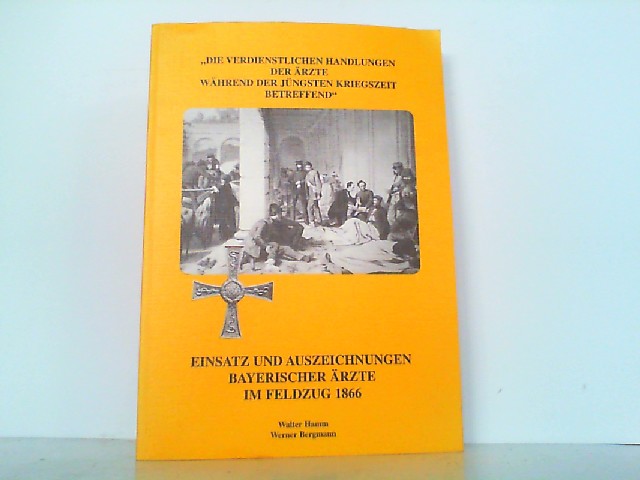 „DIE VERDIENSTLICHEN HANDLUNGEN
DER ÄRZTE
WÄHREND DER JÜNGSTEN KRIEGSZEIT
BETREFFEND“
EINSATZ UND AUSZEICHNUNGEN
BAYERISCHER ÄRZTE
IM FELDZUG 1866
Walter Hamm
Werner Bergmann